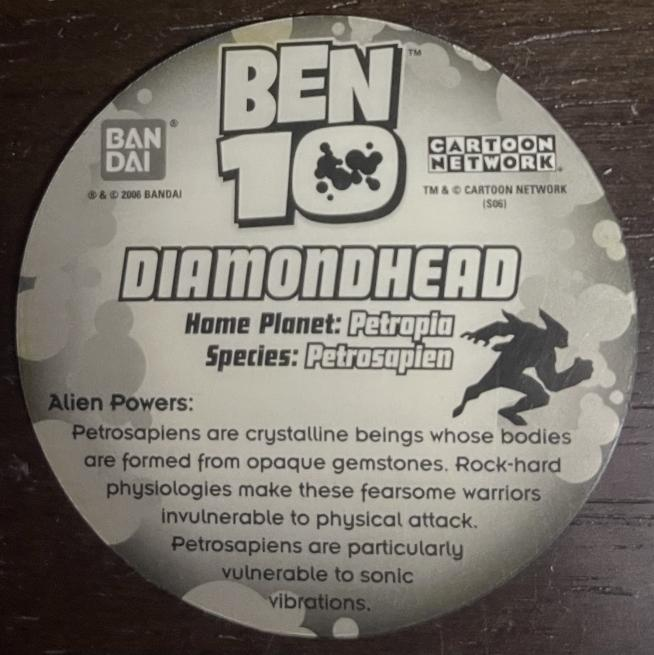 BEN™
10
BAN
DAI®
® & © 2006 BANDAI
CARTOON
NETWORK®
TM & © CARTOON NETWORK
(S06)
DIAMONDHEAD
Home Planet: Petropia
Species: Petrosapien
Alien Powers:
Petrosapiens are crystalline beings whose bodies
are formed from opaque gemstones. Rock-hard
physiologies make these fearsome warriors
invulnerable to physical attack.
Petrosapiens are particularly
vulnerable to sonic
vibrations.